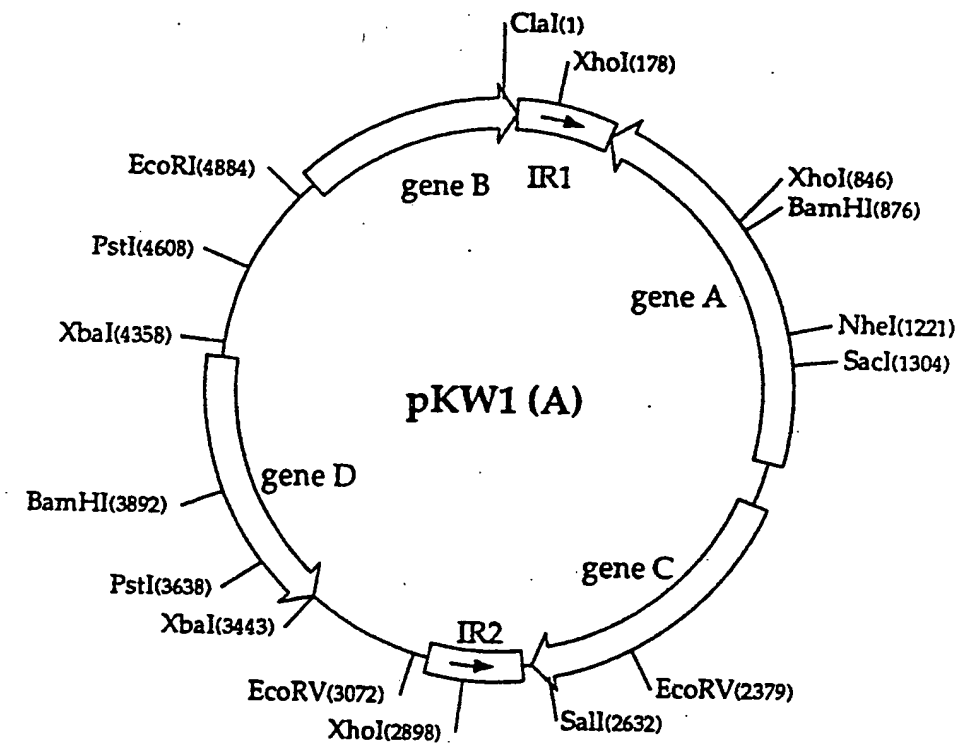 ClaI(1)
XhoI(178)
EcoRI(4884)
gene B
IR1
XhoI(846)
BamHI(876)
PstI(4608)
gene A
XbaI(4358)
NheI(1221)
SacI(1304)
pKW1 (A)
gene D
BamHI(3892)
gene C
PstI(3638)
XbaI(3443)
IR2
EcoRV(3072)
EcoRV(2379)
XhoI(2898)
SalI(2632)